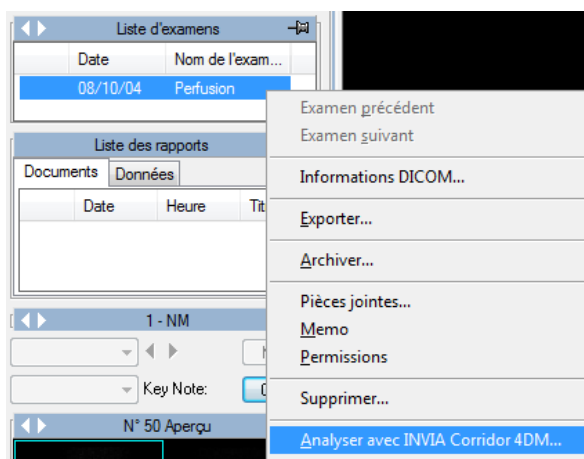 Liste d'examens
Date Nom de l'exam...
08/10/04 Perfusion
Liste des rapports
Documents Données
Date Heure
1 - NM
Key Note:
N° 50 Aperçu
Examen précédent
Examen suivant
Informations DICOM...
Exporter...
Archiver...
Pièces jointes...
Memo
Permissions
Supprimer...
Analyser avec INVIA Corridor 4DM...